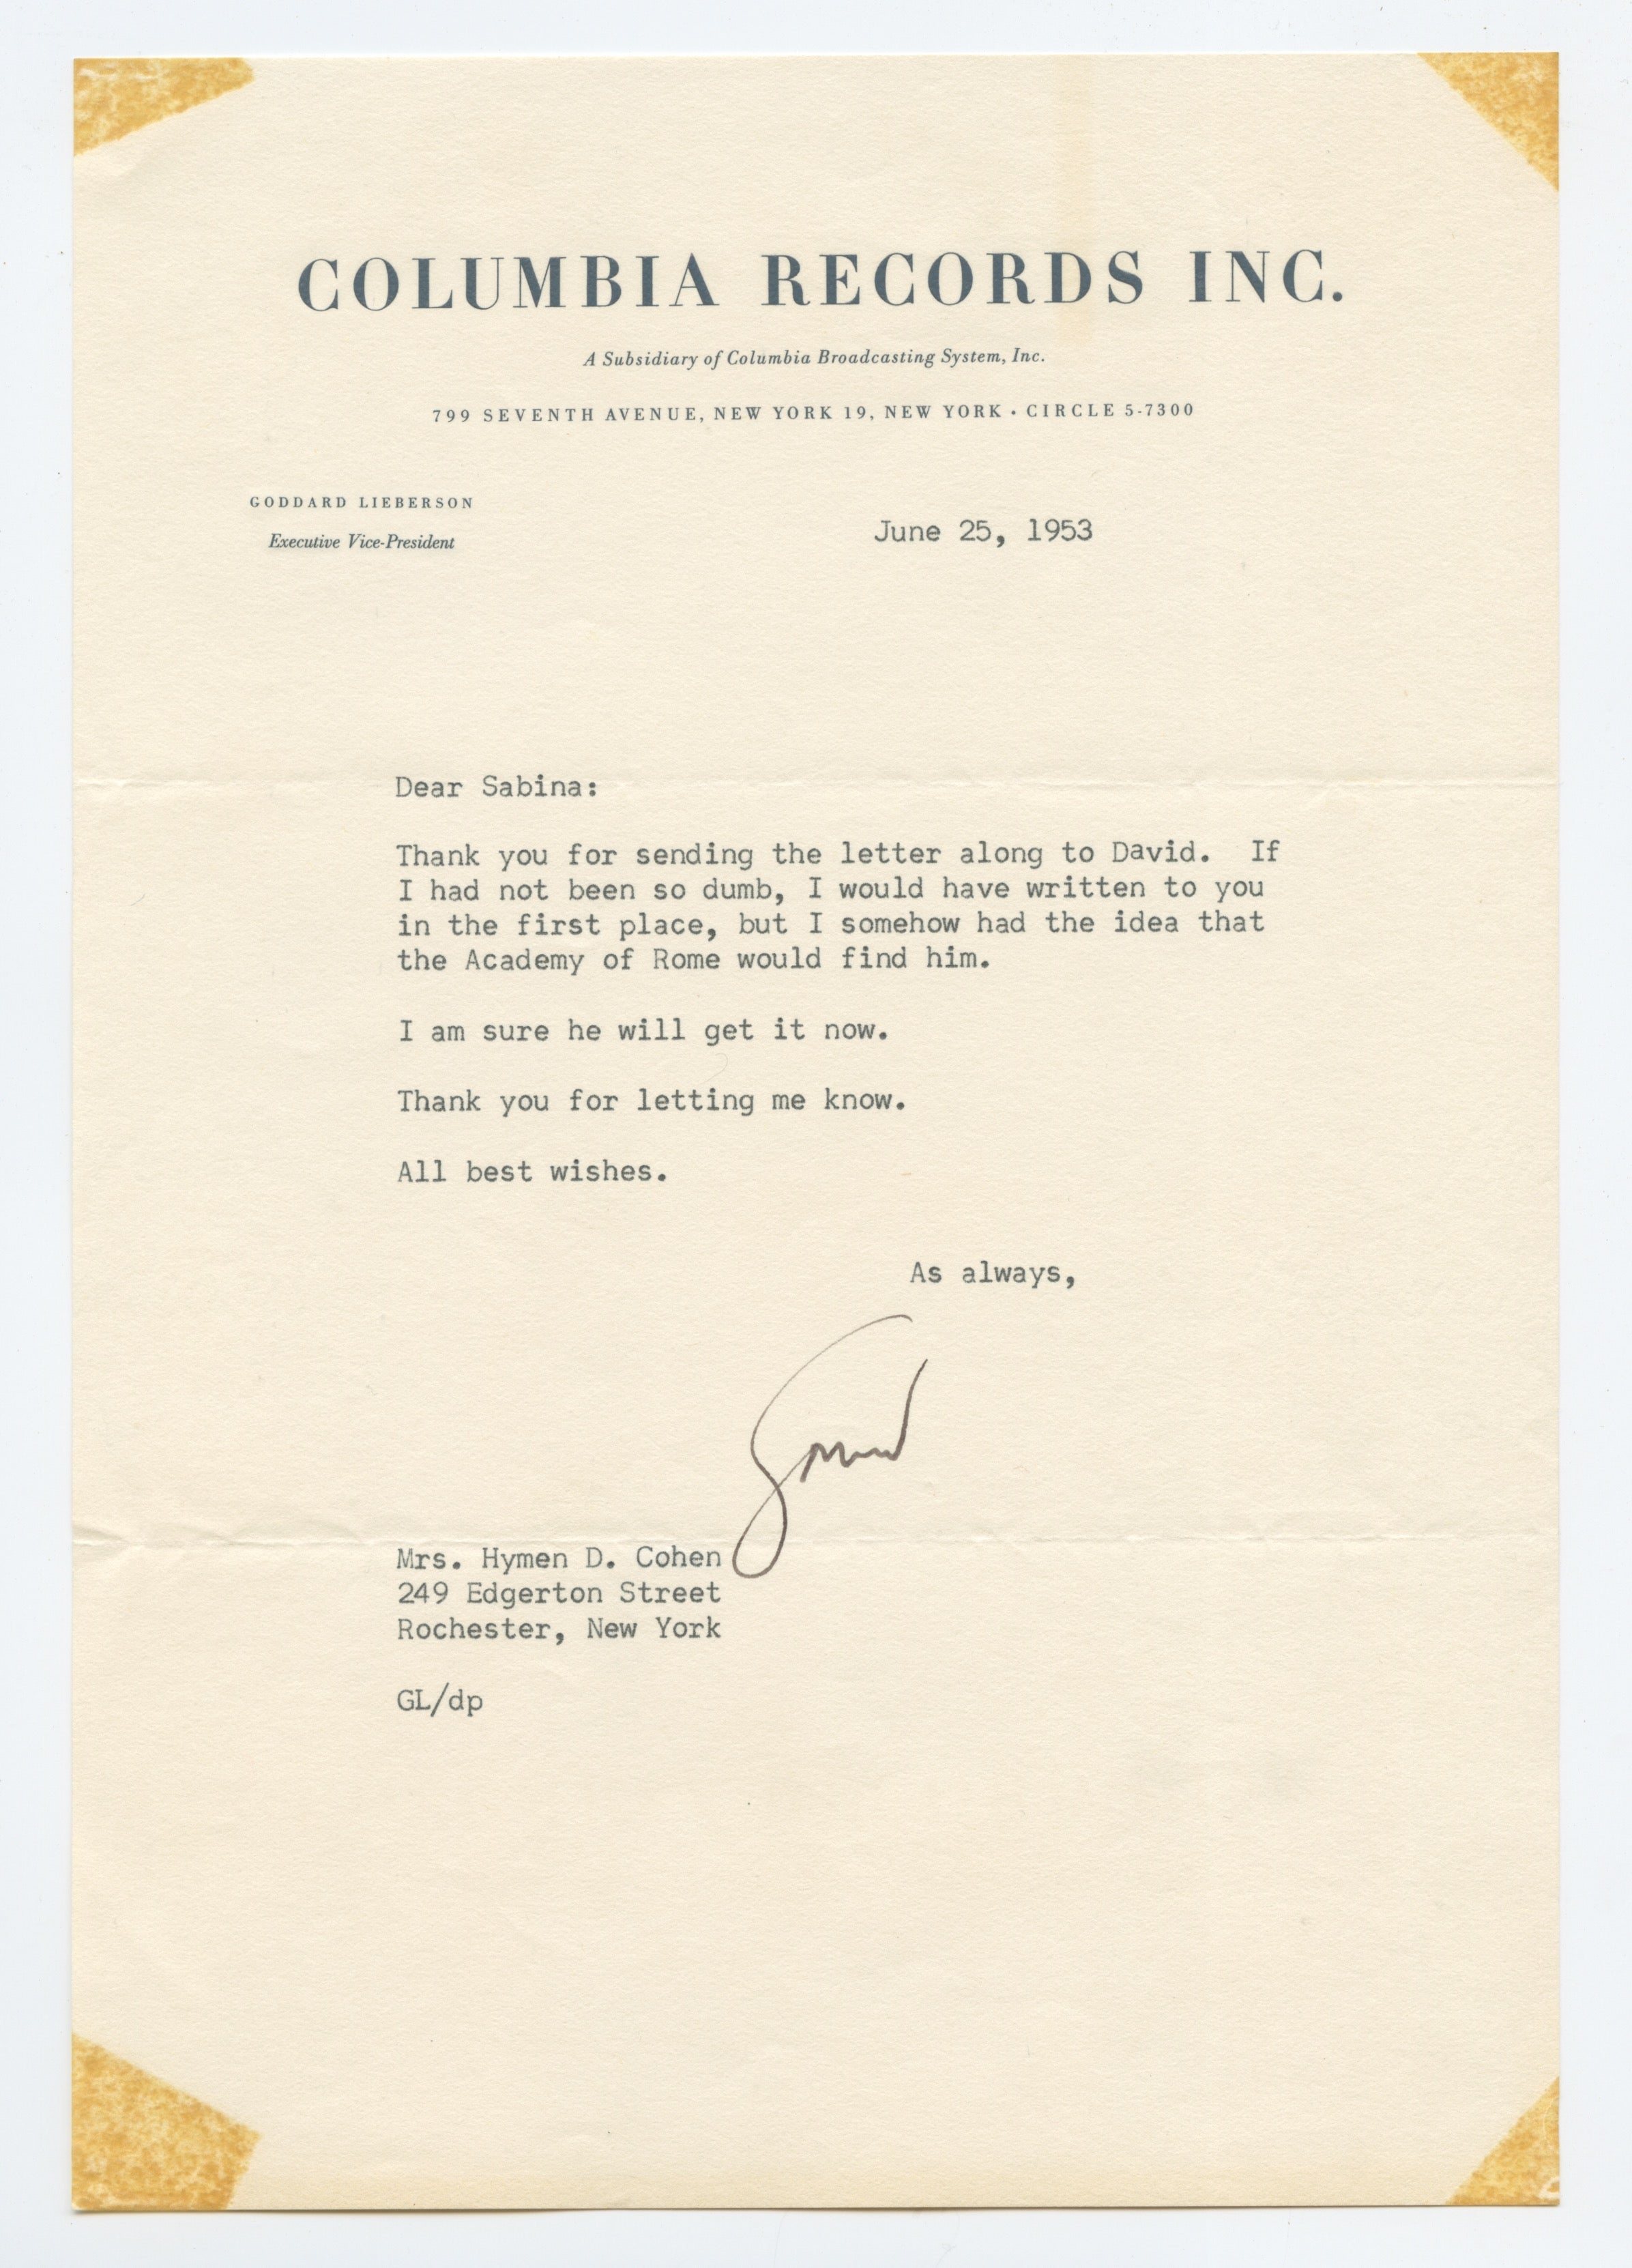 COLUMBIA RECORDS INC.
A Subsidiary of Columbia Broadcasting System, Inc.
799 SEVENTH AVENUE, NEW YORK 19, NEW YORK • CIRCLE 5-7300
GODDARD LIEBERSON
Executive Vice-President
June 25, 1953
Dear Sabina:
Thank you for sending the letter along to David.  If
I had not been so dumb, I would have written to you
in the first place, but I somehow had the idea that
the Academy of Rome would find him.
I am sure he will get it now.
Thank you for letting me know.
All best wishes.
As always,
Mrs. Hymen D. Cohen
249 Edgerton Street
Rochester, New York
GL/dp